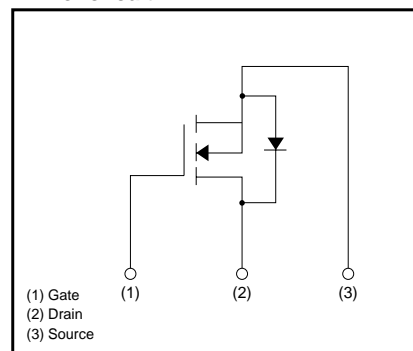 (1) Gate
(2) Drain
(3) Source
(1) (2) (3)